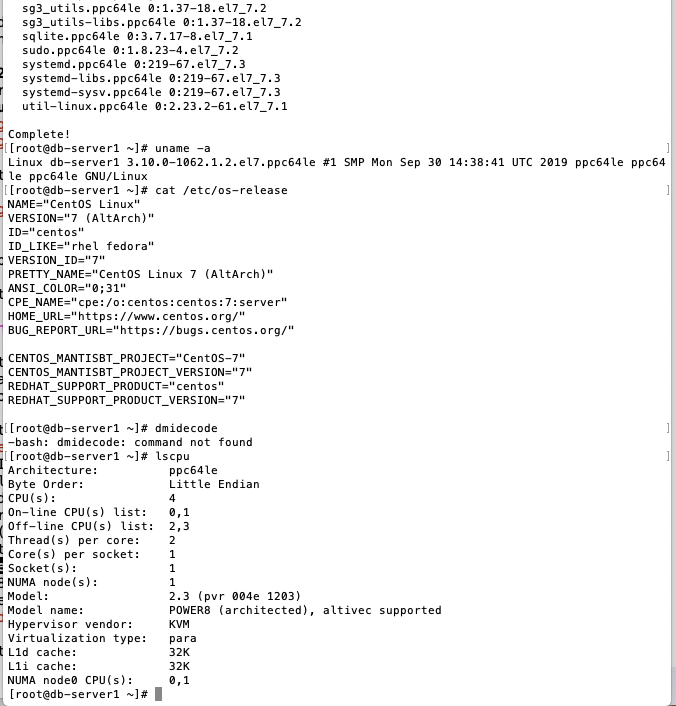 sg3_utils.ppc64le 0:1.37-18.el7_7.2
sg3_utils-libs.ppc64le 0:1.37-18.el7_7.2
sqlite.ppc64le 0:3.7.17-8.el7_7.1
sudo.ppc64le 0:1.8.23-4.el7_7.2
systemd.ppc64le 0:219-67.el7_7.3
systemd-libs.ppc64le 0:219-67.el7_7.3
systemd-sysv.ppc64le 0:219-67.el7_7.3
util-linux.ppc64le 0:2.23.2-61.el7_7.1

Complete!
[[root@db-server1 ~]# uname -a ]
Linux db-server1 3.10.0-1062.1.2.el7.ppc64le #1 SMP Mon Sep 30 14:38:41 UTC 2019 ppc64le ppc64
le ppc64le GNU/Linux
[[root@db-server1 ~]# cat /etc/os-release ]
NAME="CentOS Linux"
VERSION="7 (AltArch)"
ID="centos"
ID_LIKE="rhel fedora"
VERSION_ID="7"
PRETTY_NAME="CentOS Linux 7 (AltArch)"
ANSI_COLOR="0;31"
CPE_NAME="cpe:/o:centos:centos:7:server"
HOME_URL="https://www.centos.org/"
BUG_REPORT_URL="https://bugs.centos.org/"

CENTOS_MANTISBT_PROJECT="CentOS-7"
CENTOS_MANTISBT_PROJECT_VERSION="7"
REDHAT_SUPPORT_PRODUCT="centos"
REDHAT_SUPPORT_PRODUCT_VERSION="7"

[[root@db-server1 ~]# dmidecode ]
-bash: dmidecode: command not found
[[root@db-server1 ~]# lscpu ]
Architecture: ppc64le
Byte Order: Little Endian
CPU(s): 4
On-line CPU(s) list: 0,1
Off-line CPU(s) list: 2,3
Thread(s) per core: 2
Core(s) per socket: 1
Socket(s): 1
NUMA node(s): 1
Model: 2.3 (pvr 004e 1203)
Model name: POWER8 (architected), altivec supported
Hypervisor vendor: KVM
Virtualization type: para
L1d cache: 32K
L1i cache: 32K
NUMA node0 CPU(s): 0,1
[root@db-server1 ~]#